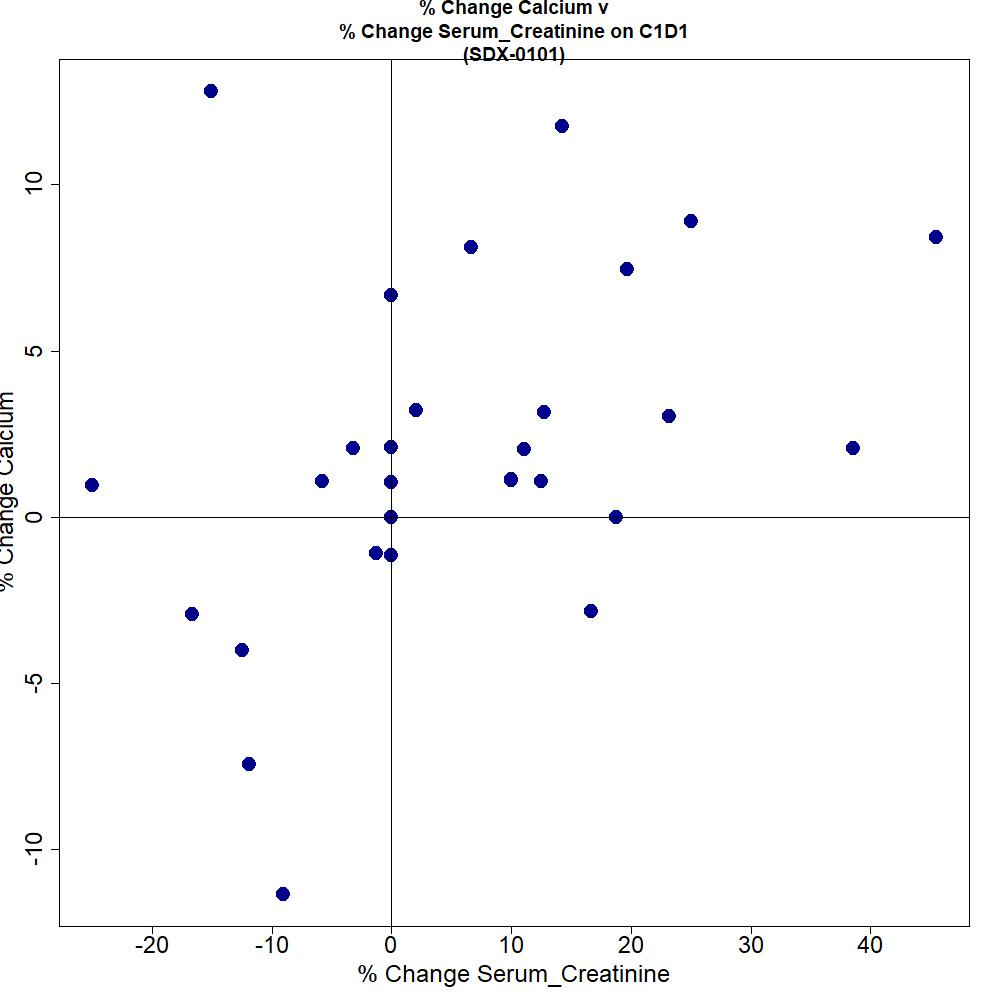 % Change Calcium v
% Change Serum_Creatinine on C1D1
(SDX-0101)
% Change Calcium
10
5
0
-5
-10
-20
-10
0
10
20
30
40
% Change Serum_Creatinine